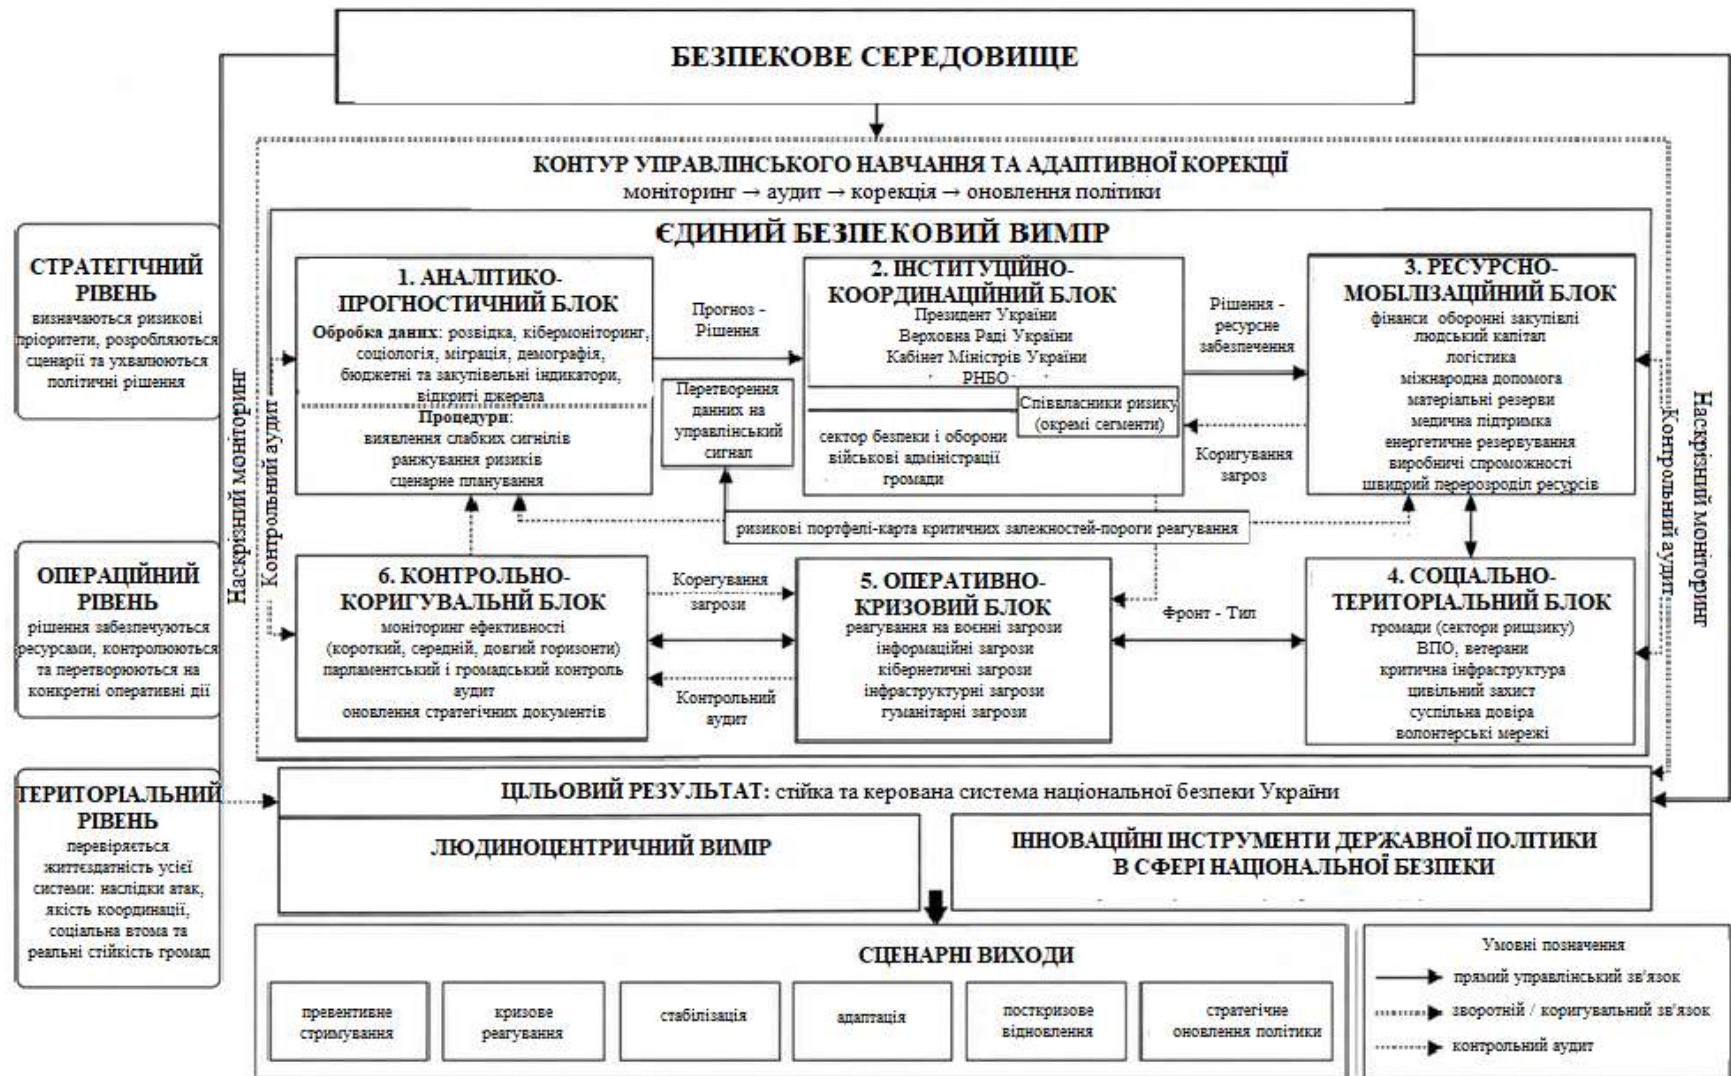 БЕЗПЕКОВЕ СЕРЕДОВИЩЕ
КОНТУР УПРАВЛІНСЬКОГО НАВЧАННЯ ТА АДАПТИВНОЇ КОРЕКЦІЇ
моніторинг → аудит → корекція → оновлення політики
ЄДИНИЙ БЕЗПЕКОВИЙ ВИМІР
СТРАТЕГІЧНИЙ
РІВЕНЬ
визначаються ризикові
пріоритети, розробляються
сценарії та ухвалюються
політичні рішення
ОПЕРАЦІЙНИЙ
РІВЕНЬ
рішення забезпечуються
ресурсами, контролюються
та перетворюються на
конкретні оперативні дії
ТЕРИТОРІАЛЬНИЙ
РІВЕНЬ
перевіряється
життєздатність усієї
системи: наслідки атак,
якість координації,
соціальна втома та
реальні стійкість громад
Наскрізний моніторинг
Контрольний аудит
1. АНАЛІТИКО-
ПРОГНОСТИЧНИЙ БЛОК
Обробка даних: розвідка, кібермоніторинг,
соціологія, міграція, демографія,
бюджетні та закупівельні індикатори,
відкриті джерела
Процедури:
виявлення слабких сигнілів
ранжування ризиків
сценарне планування
Прогноз -
Рішення
Перетворення
данних на
управлінський
сигнал
2. ІНСТИТУЦІЙНО-
КООРДИНАЦІЙНИЙ БЛОК
Президент України
Верховна Раді України
Кабінет Міністрів України
РНБО
Співвласники ризику
(окремі сегменти)
сектор безпеки і оборони
військові адміністрації
громади
Рішення -
ресурсне
забезпечення
Коригування
загроз
3. РЕСУРСНО-
МОБІЛІЗАЦІЙНИЙ БЛОК
фінанси оборонні закупівлі
людський капітал
логістика
міжнародна допомога
матеріальні резерви
медична підтримка
енергетичне резервування
виробничі спроможності
швидрий перерозроділ ресурсів
ризикові портфелі-карта критичних залежностей-пороги реагування
6. КОНТРОЛЬНО-
КОРИГУВАЛЬНЙ БЛОК
моніторинг ефективності
(короткий, середній, довгий горизонти)
парламентський і громадський контроль
аудит
оновлення стратегічних документів
Корегування
загрози
Контрольний
аудит
5. ОПЕРАТИВНО-
КРИЗОВИЙ БЛОК
реагування на воєнні загрози
інформаційні загрози
кібернетичні загрози
інфраструктурні загрози
гуманітарні загрози
Фронт - Тил
4. СОЦІАЛЬНО-
ТЕРИТОРІАЛЬНИЙ БЛОК
громади (сектори рищзику)
ВПО, ветерани
критична інфраструктура
цивільний захист
суспільна довіра
волонтерські мережі
Контрольний аудит
Наскрізний моніторинг
ЦІЛЬОВИЙ РЕЗУЛЬТАТ: стійка та керована система національної безпеки України
ЛЮДИНОЦЕНТРИЧНИЙ ВИМІР
ІННОВАЦІЙНІ ІНСТРУМЕНТИ ДЕРЖАВНОЇ ПОЛІТИКИ
В СФЕРІ НАЦІОНАЛЬНОЇ БЕЗПЕКИ
СЦЕНАРНІ ВИХОДИ
превентивне
стримування
кризове
реагування
стабілізація
адаптація
посткризове
відновлення
стратегічне
оновлення політики
Умовні позначення
прямий управлінський зв'язок
зворотній / коригувальний зв'язок
контрольний аудит